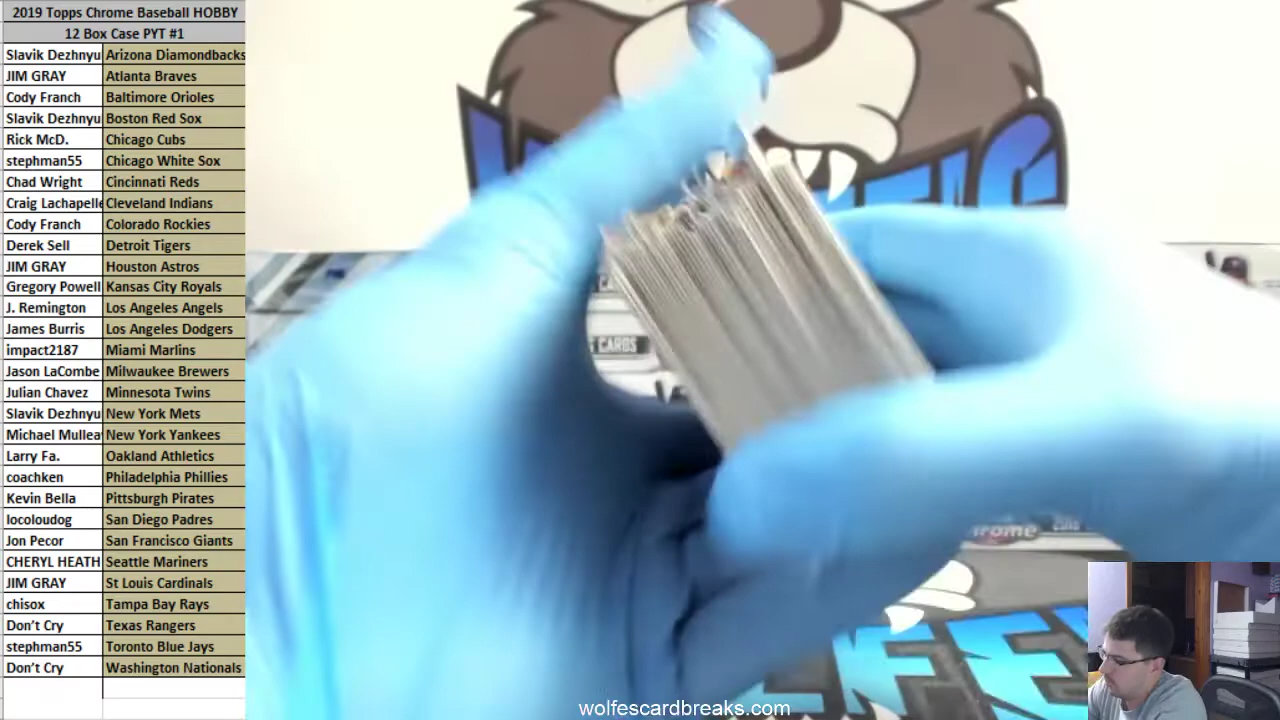 2019 Topps Chrome Baseball HOBBY
12 Box Case PYT #1
Slavik Dezhnyu Arizona Diamondbacks
JIM GRAY Atlanta Braves
Cody Franch Baltimore Orioles
Slavik Dezhnyu Boston Red Sox
Rick McD. Chicago Cubs
stephman55 Chicago White Sox
Chad Wright Cincinnati Reds
Craig Lachapelle Cleveland Indians
Cody Franch Colorado Rockies
Derek Sell Detroit Tigers
JIM GRAY Houston Astros
Gregory Powell Kansas City Royals
J. Remington Los Angeles Angels
James Burris Los Angeles Dodgers
impact2187 Miami Marlins
Jason LaCombe Milwaukee Brewers
Julian Chavez Minnesota Twins
Slavik Dezhnyu New York Mets
Michael Mullea New York Yankees
Larry Fa. Oakland Athletics
coachken Philadelphia Phillies
Kevin Bella Pittsburgh Pirates
locoloudog San Diego Padres
Jon Pecor San Francisco Giants
CHERYL HEATH Seattle Mariners
JIM GRAY St Louis Cardinals
chisox Tampa Bay Rays
Don't Cry Texas Rangers
stephman55 Toronto Blue Jays
Don't Cry Washington Nationals
CARDS
wolfescardbreaks.com